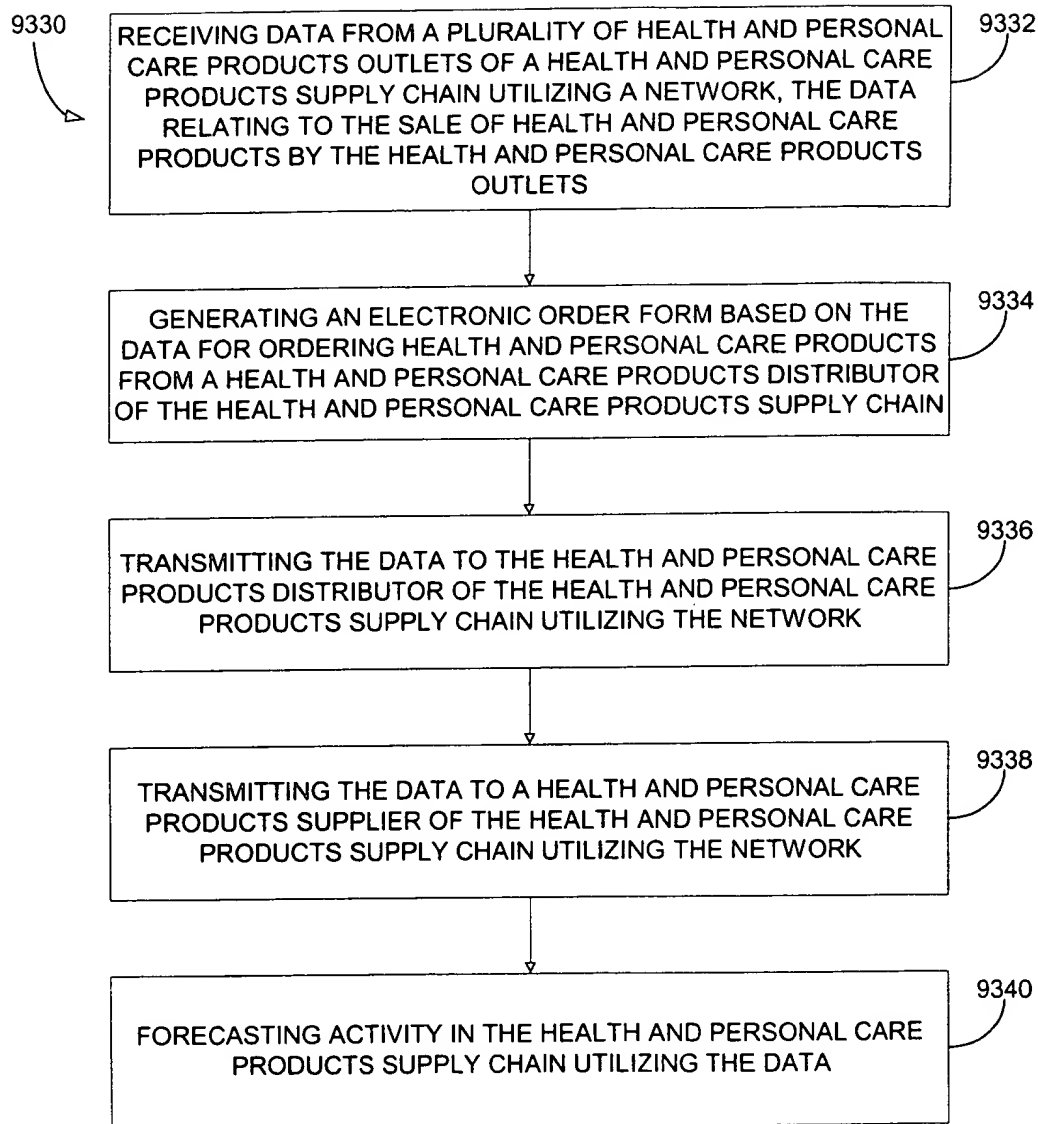 9330
RECEIVING DATA FROM A PLURALITY OF HEALTH AND PERSONAL
CARE PRODUCTS OUTLETS OF A HEALTH AND PERSONAL CARE
PRODUCTS SUPPLY CHAIN UTILIZING A NETWORK, THE DATA
RELATING TO THE SALE OF HEALTH AND PERSONAL CARE
PRODUCTS BY THE HEALTH AND PERSONAL CARE PRODUCTS
OUTLETS
9332
GENERATING AN ELECTRONIC ORDER FORM BASED ON THE
DATA FOR ORDERING HEALTH AND PERSONAL CARE PRODUCTS
FROM A HEALTH AND PERSONAL CARE PRODUCTS DISTRIBUTOR
OF THE HEALTH AND PERSONAL CARE PRODUCTS SUPPLY CHAIN
9334
TRANSMITTING THE DATA TO THE HEALTH AND PERSONAL CARE
PRODUCTS DISTRIBUTOR OF THE HEALTH AND PERSONAL CARE
PRODUCTS SUPPLY CHAIN UTILIZING THE NETWORK
9336
TRANSMITTING THE DATA TO A HEALTH AND PERSONAL CARE
PRODUCTS SUPPLIER OF THE HEALTH AND PERSONAL CARE
PRODUCTS SUPPLY CHAIN UTILIZING THE NETWORK
9338
FORECASTING ACTIVITY IN THE HEALTH AND PERSONAL CARE
PRODUCTS SUPPLY CHAIN UTILIZING THE DATA
9340